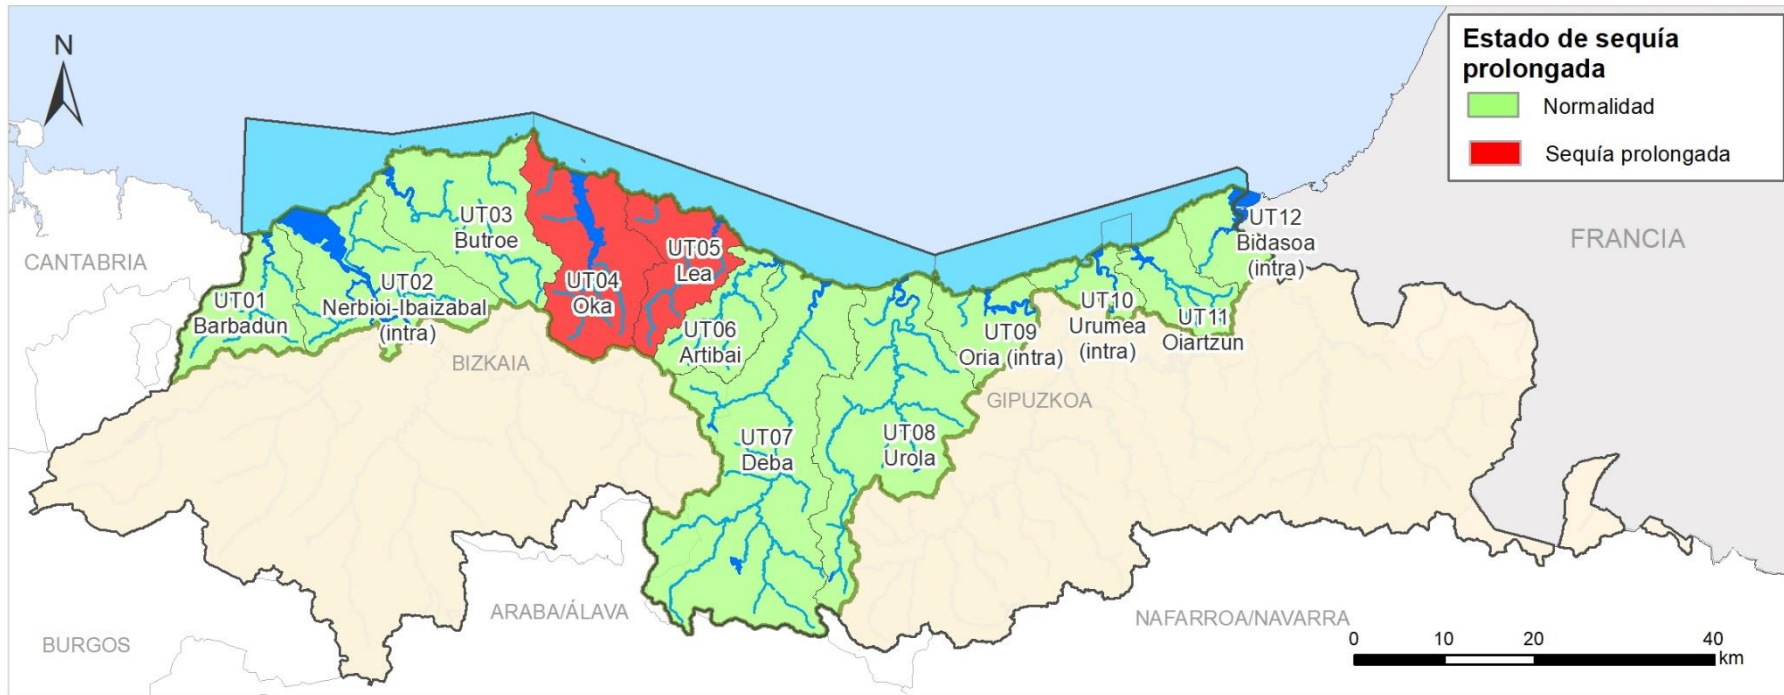 N
Estado de sequía
prolongada
Normalidad
Sequía prolongada
CANTABRIA
UT01
Barbadun
UT02
Nerbioi-Ibaizabal
(intra)
UT03
Butroe
UT04
Oka
UT05
Lea
UT06
Artibai
UT07
Deba
UT08
Urola
UT09
Oria (intra)
UT10
Urumea
(intra)
UT11
Oiartzun
UT12
Bidasoa
(intra)
FRANCIA
BIZKAIA
GIPUZKOA
ARABA/ÁLAVA
NAFARROA/NAVARRA
BURGOS
0 10 20 40
km